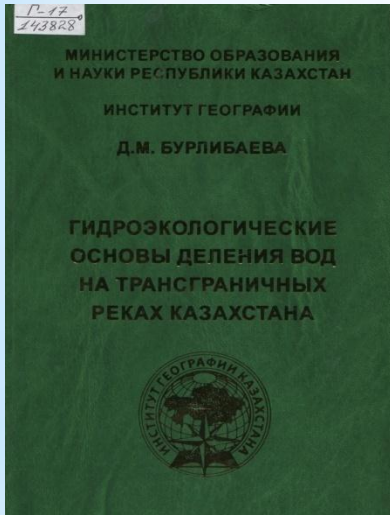 Г-17
143828
МИНИСТЕРСТВО ОБРАЗОВАНИЯ
И НАУКИ РЕСПУБЛИКИ КАЗАХСТАН
ИНСТИТУТ ГЕОГРАФИИ
Д.М. БУРЛИБАЕВА
ГИДРОЭКОЛОГИЧЕСКИЕ
ОСНОВЫ ДЕЛЕНИЯ ВОД
НА ТРАНСГРАНИЧНЫХ
РЕКАХ КАЗАХСТАНА
ИНСТИТУТ ГЕОГРАФИИ КАЗАХСТАНА